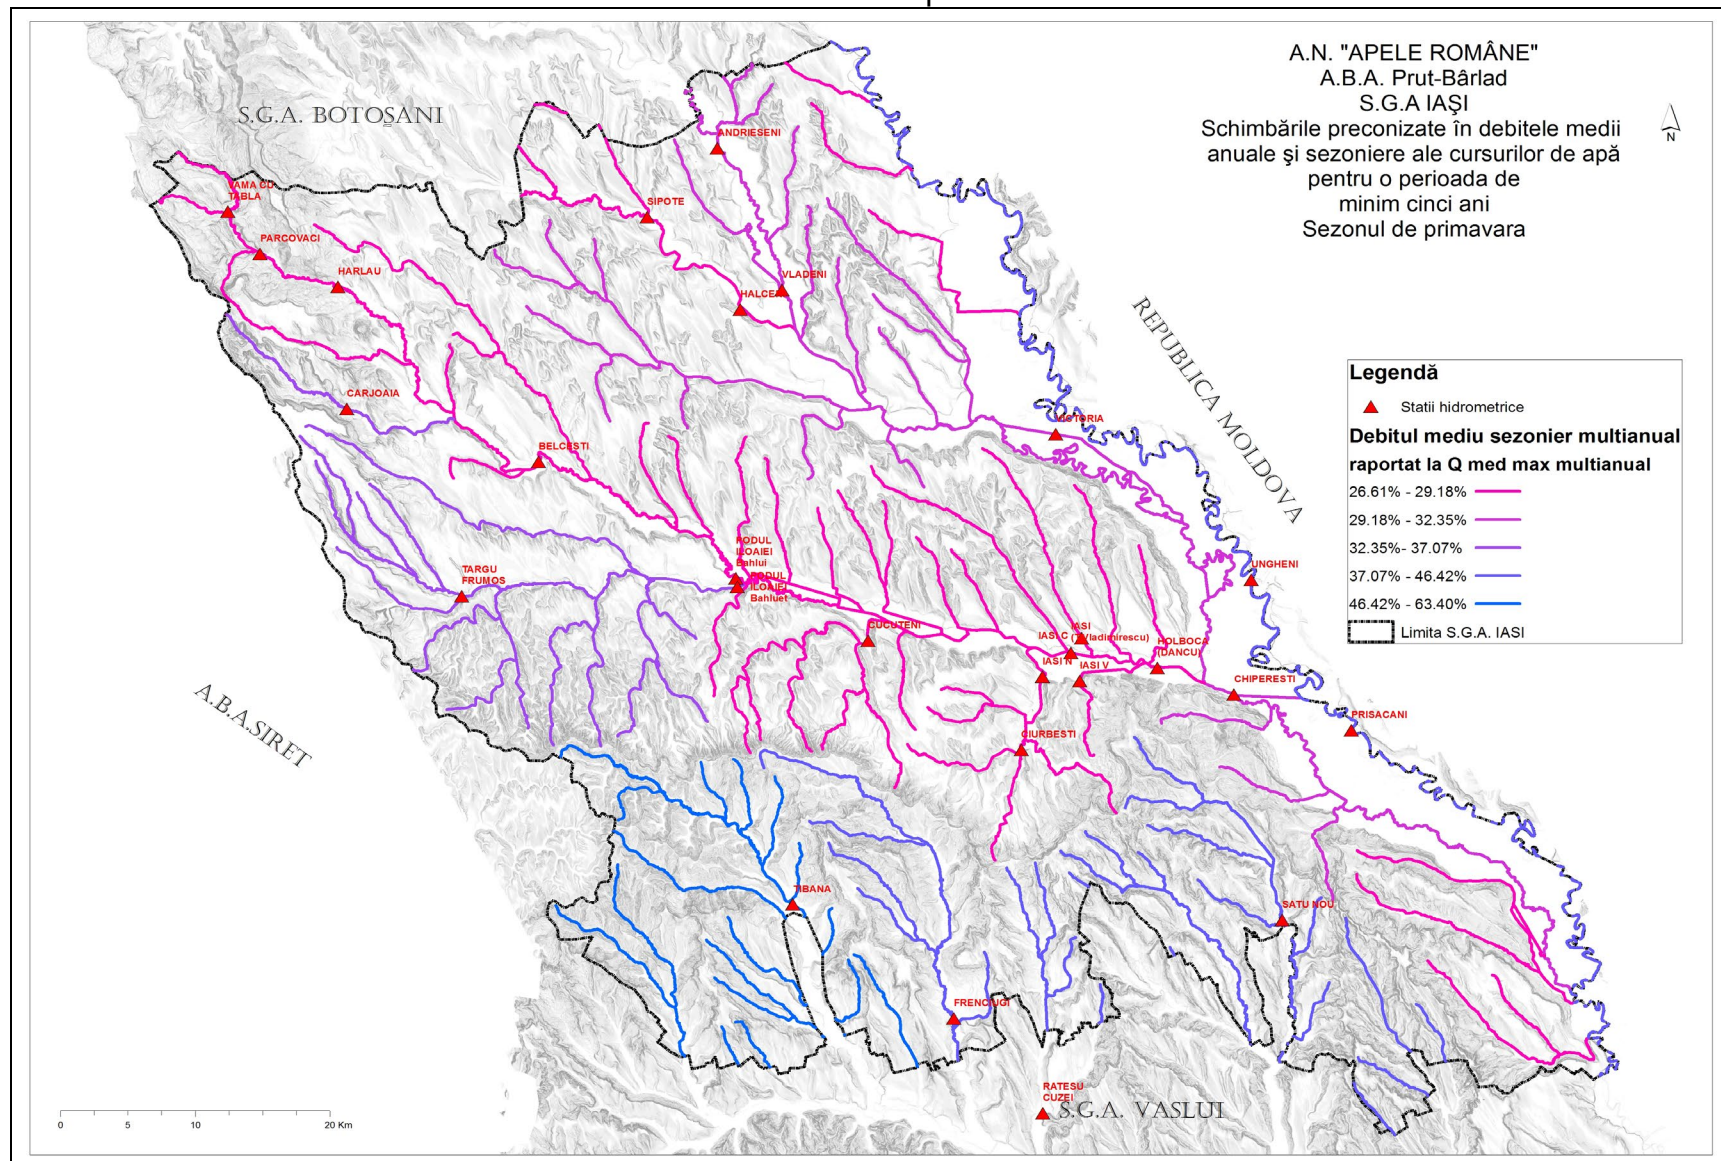 A.N. "APELE ROMÂNE"
A.B.A. Prut-Bârlad
S.G.A IAŞI
Schimbările preconizate în debitele medii
anuale şi sezoniere ale cursurilor de apă
pentru o perioada de
minim cinci ani
Sezonul de primavara
N
S.G.A. BOTOŞANI
REPUBLICA MOLDOVA
A.B.A.SIRET
S.G.A. VASLUI
ANDRIESENI
TABLA
SIPOTE
PARCOVACI
HARLAU
VLADENI
CARJOAIA
BELCESTI
UNGHENI
TARGU
FRUMOS
PODUL
ILOAIEI
Bahlui
PODUL
ILOAIEI
Bahluet
CUCUTENI
IASI
IASI C (T.Vladimirescu)
HOLBOCA
(DANCU)
IASI N
IASI V
CHIPERESTI
PRISACANI
CIURBESTI
TIBANA
SATU NOU
FRENCIUGI
RATESU
CUZEI
Legendă
Statii hidrometrice
Debitul mediu sezonier multianual
raportat la Q med max multianual
26.61% - 29.18%
29.18% - 32.35%
32.35%- 37.07%
37.07% - 46.42%
46.42% - 63.40%
Limita S.G.A. IASI
0 5 10 20 Km